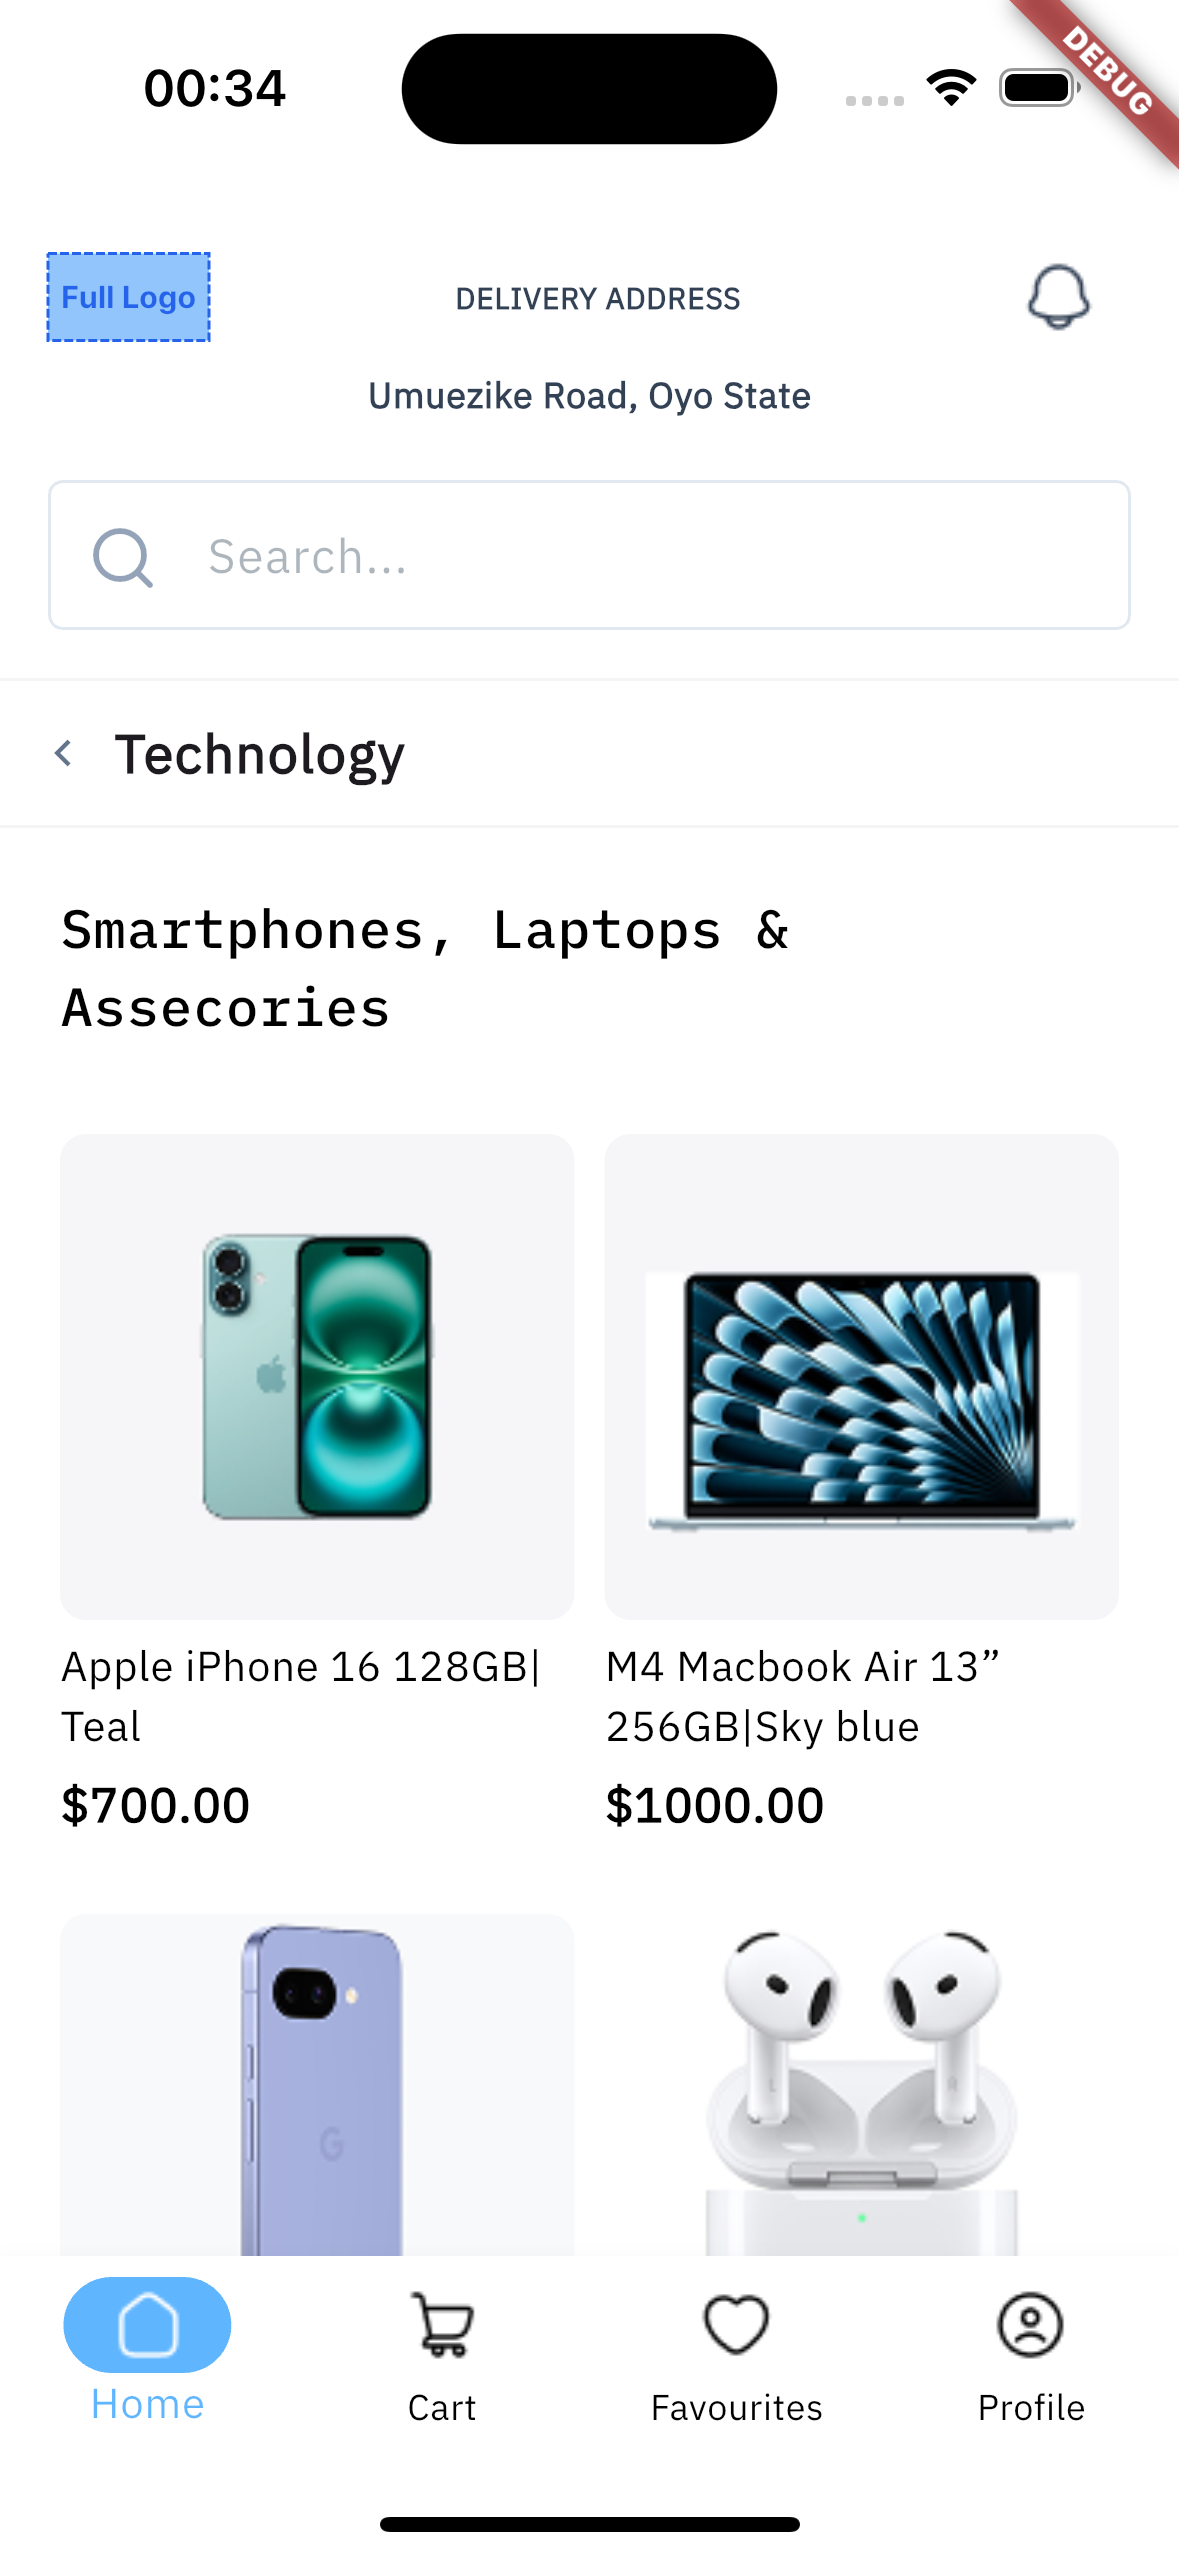 00:34
DEBUG
Full Logo
DELIVERY ADDRESS
Umuezike Road, Oyo State
Search...
Technology
Smartphones, Laptops &
Assecories
Apple iPhone 16 128GB|
Teal
$700.00
M4 Macbook Air 13”
256GB|Sky blue
$1000.00
G
L
R
Home
Cart
Favourites
Profile